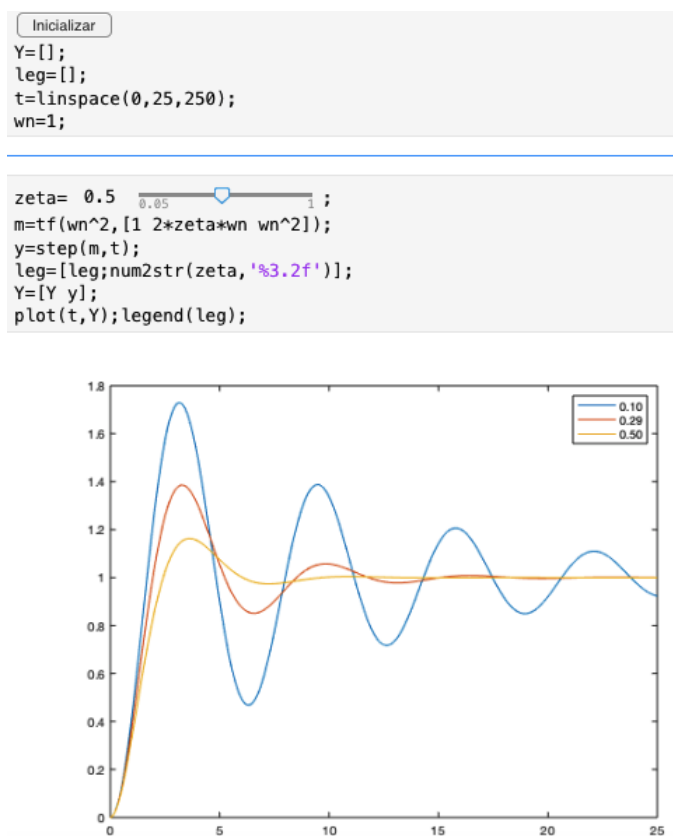 Inicializar
Y=[];
leg=[];
t=linspace(0,25,250);
wn=1;
zeta= 0.5 0.05 1 ;
m=tf(wn^2,[1 2*zeta*wn wn^2]);
y=step(m,t);
leg=[leg;num2str(zeta,'%3.2f')];
Y=[Y y];
plot(t,Y);legend(leg);
1.8
0.10
0.29
0.50
1.6
1.4
1.2
1
0.8
0.6
0.4
0.2
0
0 5 10 15 20 25